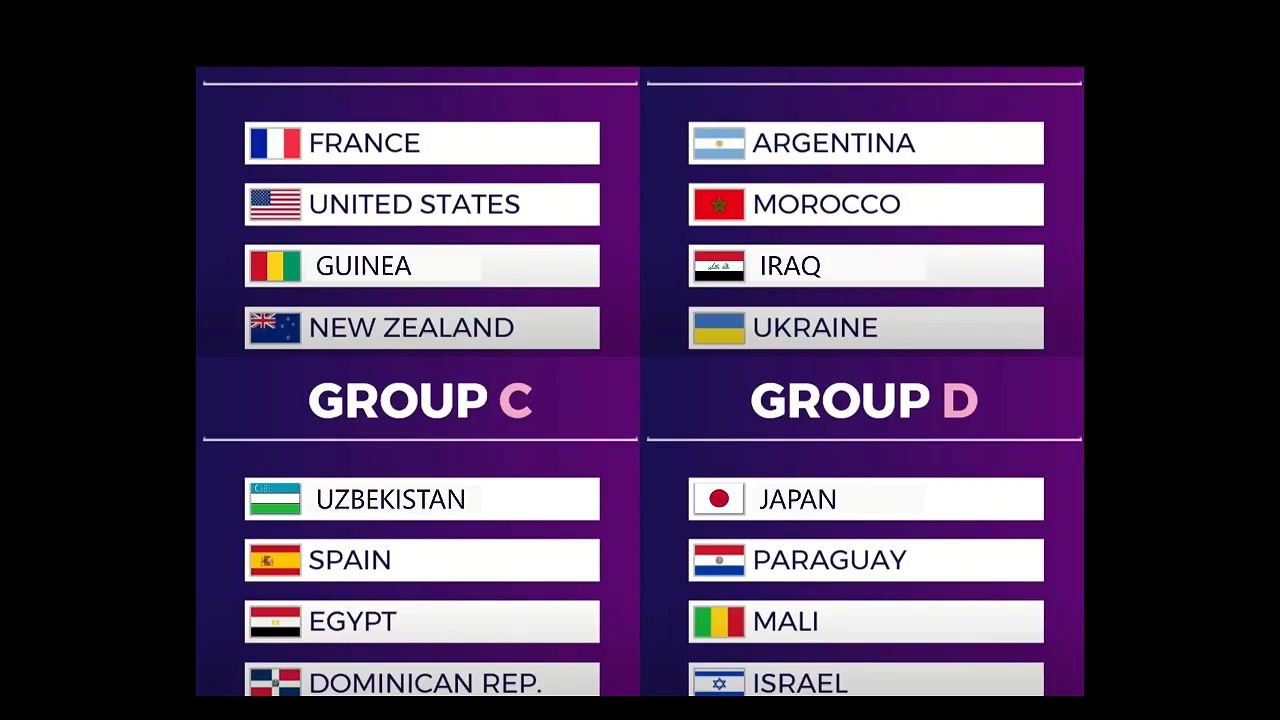 FRANCE
UNITED STATES
GUINEA
NEW ZEALAND
ARGENTINA
MOROCCO
IRAQ
UKRAINE
GROUP C
UZBEKISTAN
SPAIN
EGYPT
DOMINICAN REP.
GROUP D
JAPAN
PARAGUAY
MALI
ISRAEL